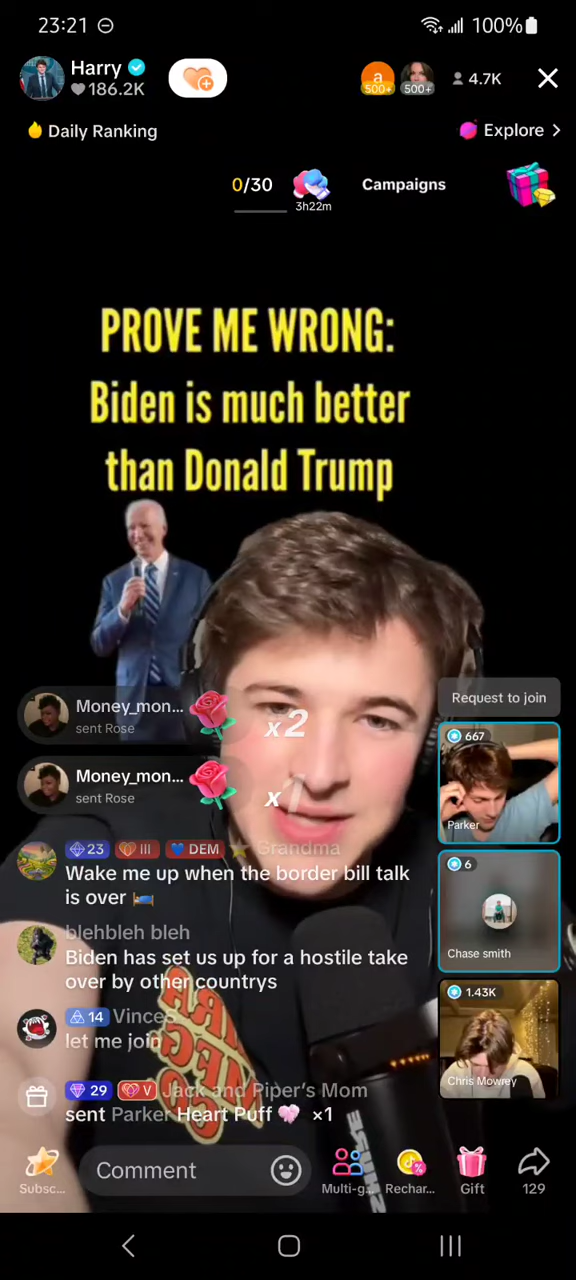 23:21
100%
Harry
186.2K
a
500+
500+
4.7K
Daily Ranking
Explore >
0/30
3h22m
Campaigns
PROVE ME WRONG:
Biden is much better
than Donald Trump
Request to join
Money_mon...
sent Rose
x2
667
Parker
Money_mon...
sent Rose
x1
23 III DEM Grandma
Wake me up when the border bill talk
is over
6
Chase smith
blehbleh bleh
Biden has set us up for a hostile take
over by other countrys
14 VinceS
let me join
1.43K
Chris Mowrey
29 V Jack and Piper's Mom
sent Parker Heart Puff ×1
Subsc...
Comment
Multi-g...
Rechar...
Gift
129